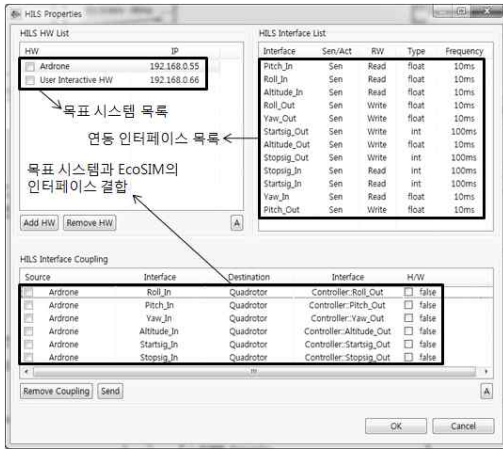 HILS Properties
HILS HW List
HW IP
Ardrone 192.168.0.55
User Interactive HW 192.168.0.66
목표 시스템 목록
연동 인터페이스 목록
목표 시스템과 EcoSIM의
인터페이스 결합
Add HW Remove HW A
HILS Interface List
Interface Sen/Act RW Type Frequency
Pitch_In Sen Read float 10ms
Roll_In Sen Read float 10ms
Altitude_In Sen Read float 10ms
Roll_Out Sen Write float 10ms
Yaw_Out Sen Write float 10ms
Startsig_Out Sen Write int 100ms
Altitude_Out Sen Write float 10ms
Stopsig_Out Sen Write int 100ms
Stopsig_In Sen Read int 100ms
Startsig_In Sen Read int 100ms
Yaw_In Sen Read float 10ms
Pitch_Out Sen Write float 10ms
HILS Interface Coupling
Source Interface Destination Interface H/W
Ardrone Roll_In Quadrotor Controller::Roll_Out false
Ardrone Pitch_In Quadrotor Controller::Pitch_Out false
Ardrone Yaw_In Quadrotor Controller::Yaw_Out false
Ardrone Altitude_In Quadrotor Controller::Altitude_Out false
Ardrone Startsig_In Quadrotor Controller::Startsig_Out false
Ardrone Stopsig_In Quadrotor Controller::Stopsig_Out false
Remove Coupling Send A
OK Cancel